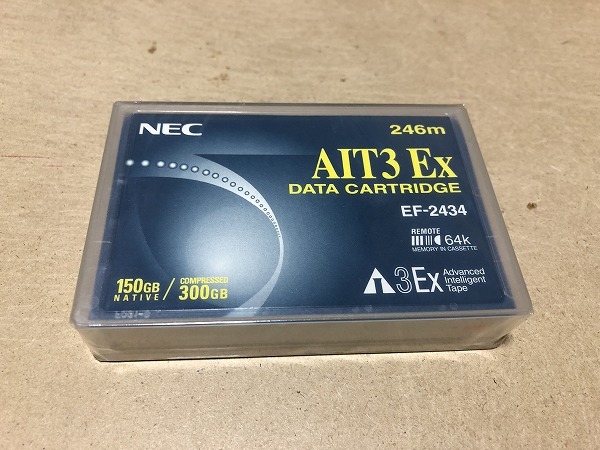 NEC
246m
AIT3 Ex
DATA CARTRIDGE
EF-2434
REMOTE
64k
MEMORY IN CASSETTE
150GB NATIVE / COMPRESSED 300GB
3Ex Advanced Intelligent Tape